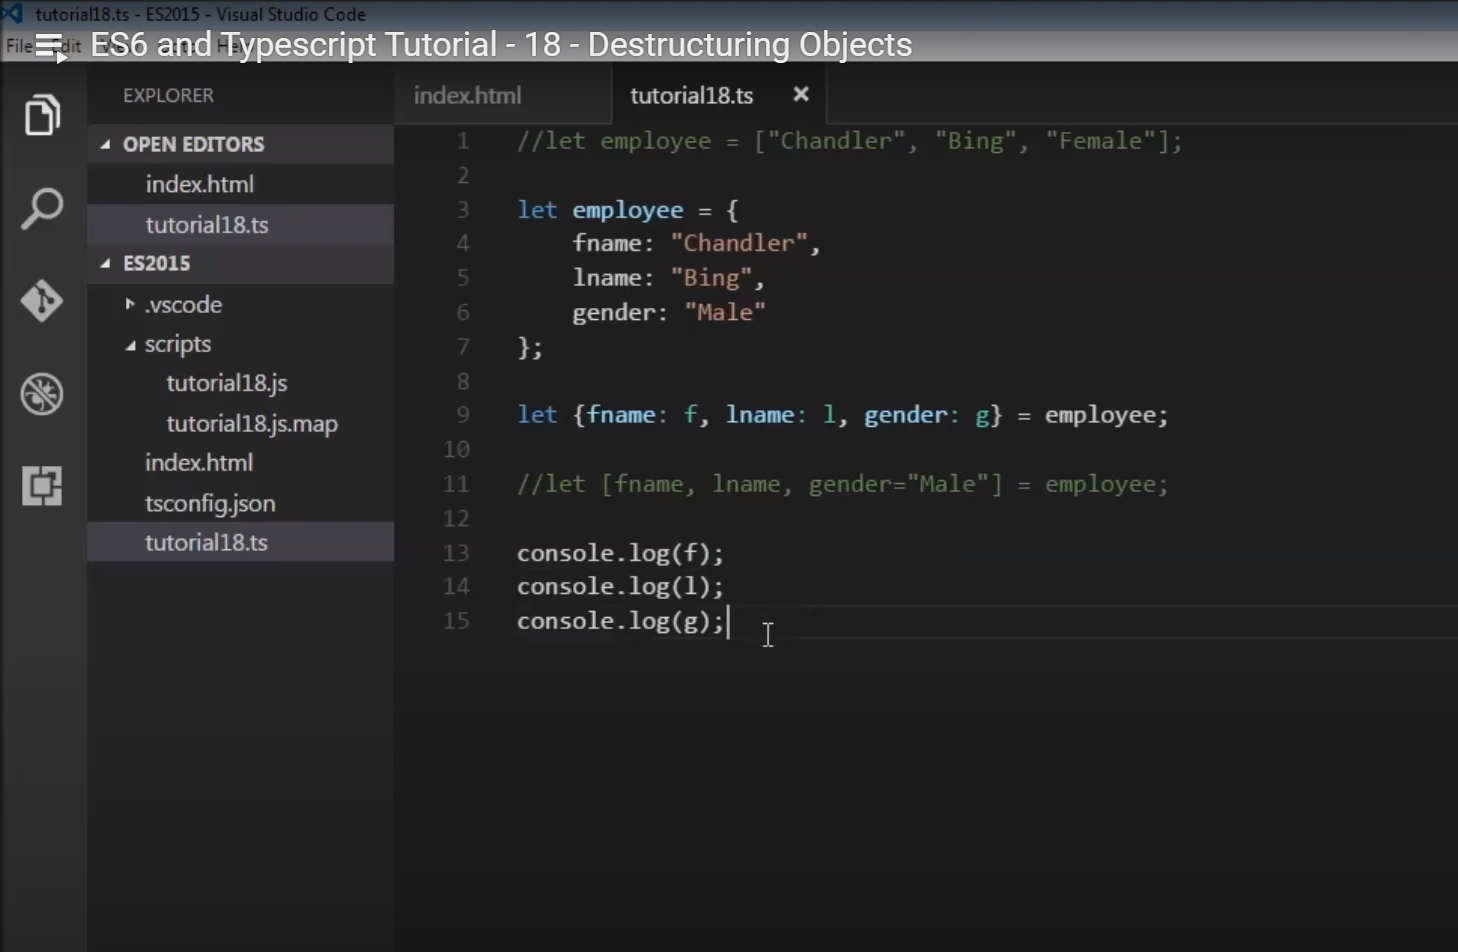 tutorial18.ts - ES2015 - Visual Studio Code
File Edit Help
ES6 and Typescript Tutorial - 18 - Destructuring Objects
EXPLORER
OPEN EDITORS
index.html
tutorial18.ts
ES2015
.vscode
scripts
tutorial18.js
tutorial18.js.map
index.html
tsconfig.json
tutorial18.ts
index.html tutorial18.ts ×
1 //let employee = ["Chandler", "Bing", "Female"];
2
3 let employee = {
4 fname: "Chandler",
5 lname: "Bing",
6 gender: "Male"
7 };
8
9 let {fname: f, lname: l, gender: g} = employee;
10
11 //let [fname, lname, gender="Male"] = employee;
12
13 console.log(f);
14 console.log(l);
15 console.log(g);